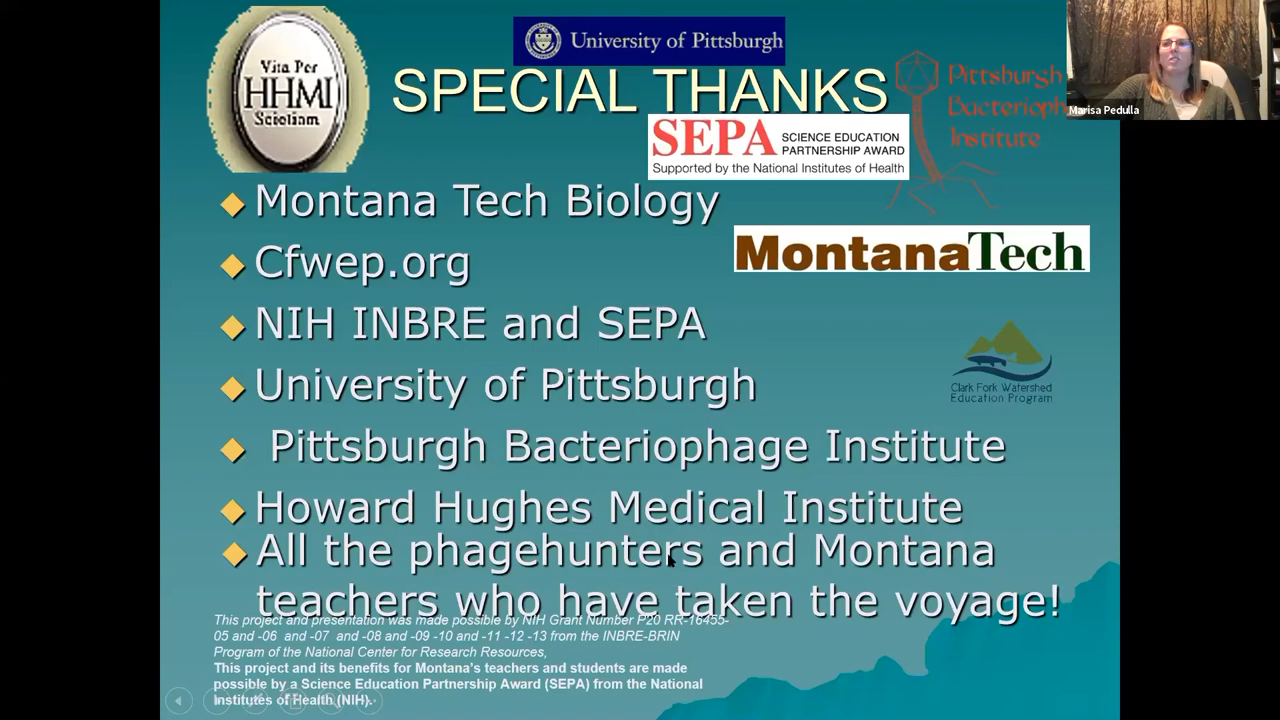 Vita Per
HHMI
Scietiam
University of Pittsburgh
SPECIAL THANKS
Pittsburgh
Bacterioph
Institute
Marisa Pedulla
SEPA SCIENCE EDUCATION
PARTNERSHIP AWARD
Supported by the National Institutes of Health
Montana Tech Biology
MontanaTech
Cfwep.org
NIH INBRE and SEPA
Clark Fork Watershed
Education Program
University of Pittsburgh
Pittsburgh Bacteriophage Institute
Howard Hughes Medical Institute
All the phagehunters and Montana
teachers who have taken the voyage!
This project and presentation was made possible by NIH Grant Number P20 RR-16455-
05 and -06 and -07 and -08 and -09 -10 and -11 -12 -13 from the INBRE-BRIN
Program of the National Center for Research Resources,
This project and its benefits for Montana's teachers and students are made
possible by a Science Education Partnership Award (SEPA) from the National
Institutes of Health (NIH).